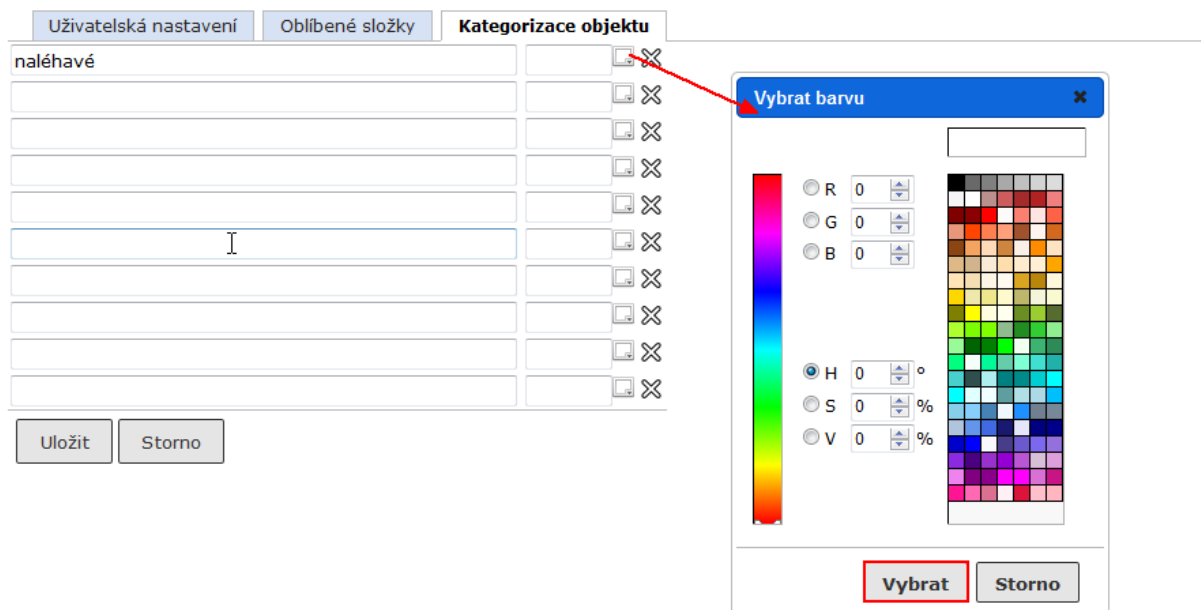 Uživatelská nastavení Oblíbené složky Kategorizace objektu
naléhavé
Vybrat barvu
R 0
G 0
B 0
H 0 °
S 0 %
V 0 %
Uložit Storno
Vybrat Storno